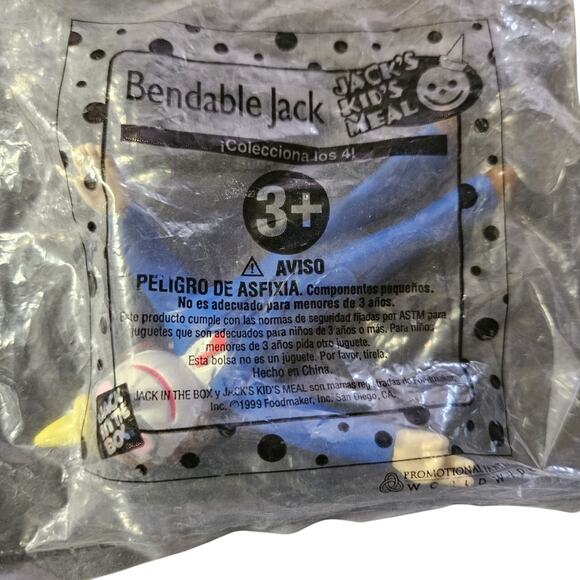 Bendable Jack
JACK'S
KID'S
MEAL
¡Colecciona los 4!
3+
⚠ AVISO
PELIGRO DE ASFIXIA. Componentes pequeños.
No es adecuado para menores de 3 años.
Este producto cumple con las normas de seguridad fijadas por ASTM para
juguetes que son adecuados para niños de 3 años o más. Para niños
menores de 3 años pida otro juguete.
Esta bolsa no es un juguete. Por favor, tírela.
Hecho en China.
JACK IN THE BOX y JACK'S KID'S MEAL son marcas registradas de Foodmaker,
Inc. ©1999 Foodmaker, Inc. San Diego, CA.
JACK
IN THE
BOX
PROMOTIONAL